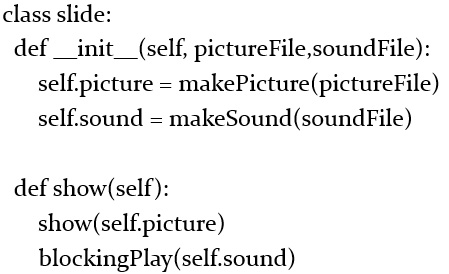 class slide:
def __init__(self, pictureFile,soundFile):
self.picture = makePicture(pictureFile)
self.sound = makeSound(soundFile)
def show(self):
show(self.picture)
blockingPlay(self.sound)